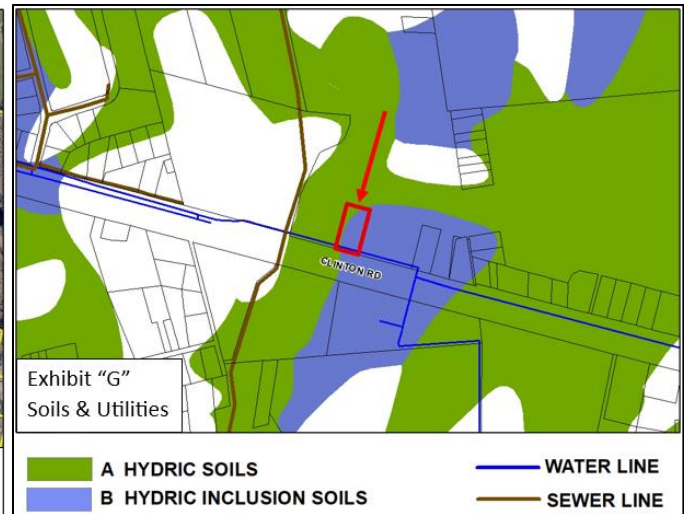 CLINTON RD
Exhibit “G”
Soils & Utilities
A HYDRIC SOILS
B HYDRIC INCLUSION SOILS
WATER LINE
SEWER LINE